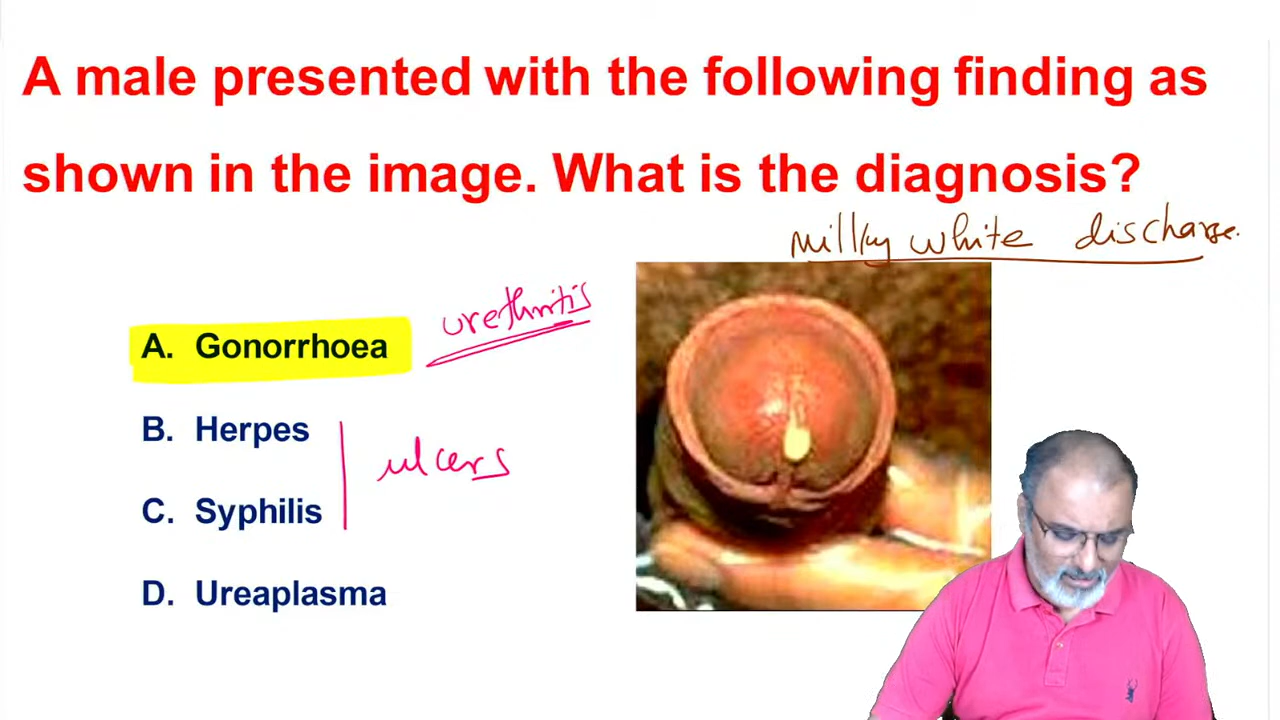 A male presented with the following finding as
shown in the image. What is the diagnosis?
milky white discharge.
A. Gonorrhoea
urethritis
B. Herpes
ulcers
C. Syphilis
D. Ureaplasma